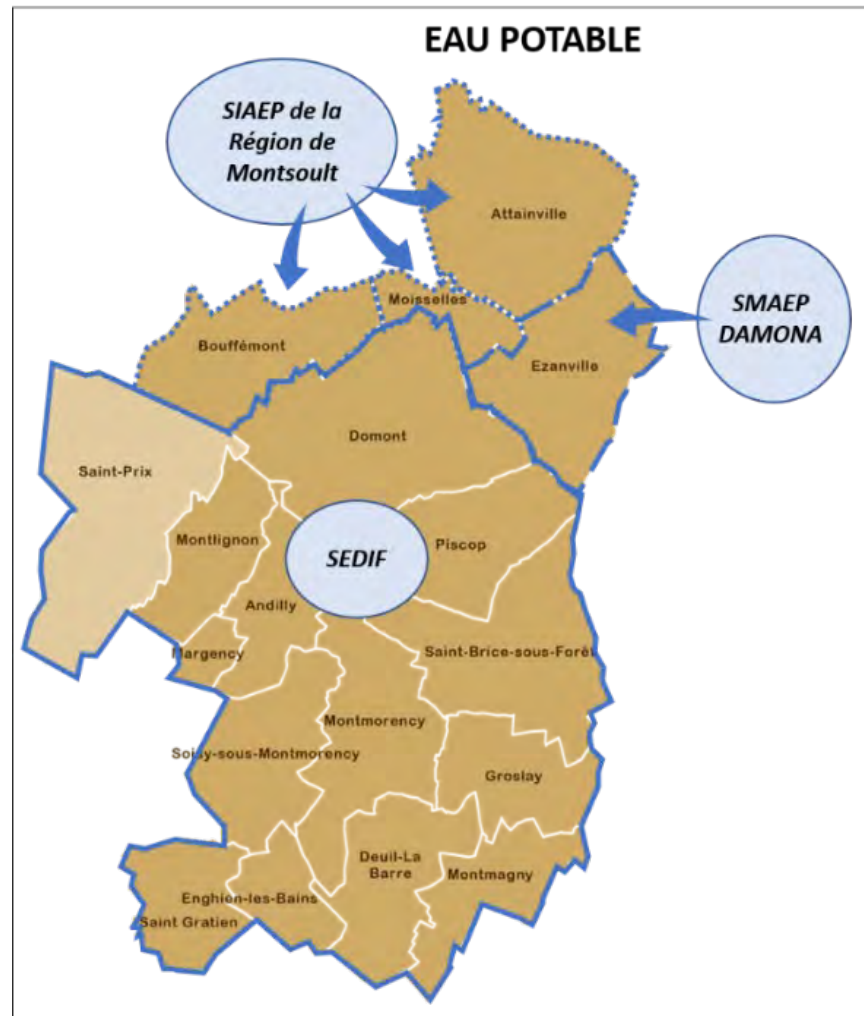 EAU POTABLE
SIAEP de la
Région de
Montsoult
Attainville
Moisselles
SMAEP
DAMONA
Bouffémont
Ezanville
Domont
Saint-Prix
Montlignon
Piscop
SEDIF
Andilly
Margency
Saint-Brice-sous-Forêt
Montmorency
Soisy-sous-Montmorency
Groslay
Deuil-La
Barre
Montmagny
Enghien-les-Bains
Saint Gratien